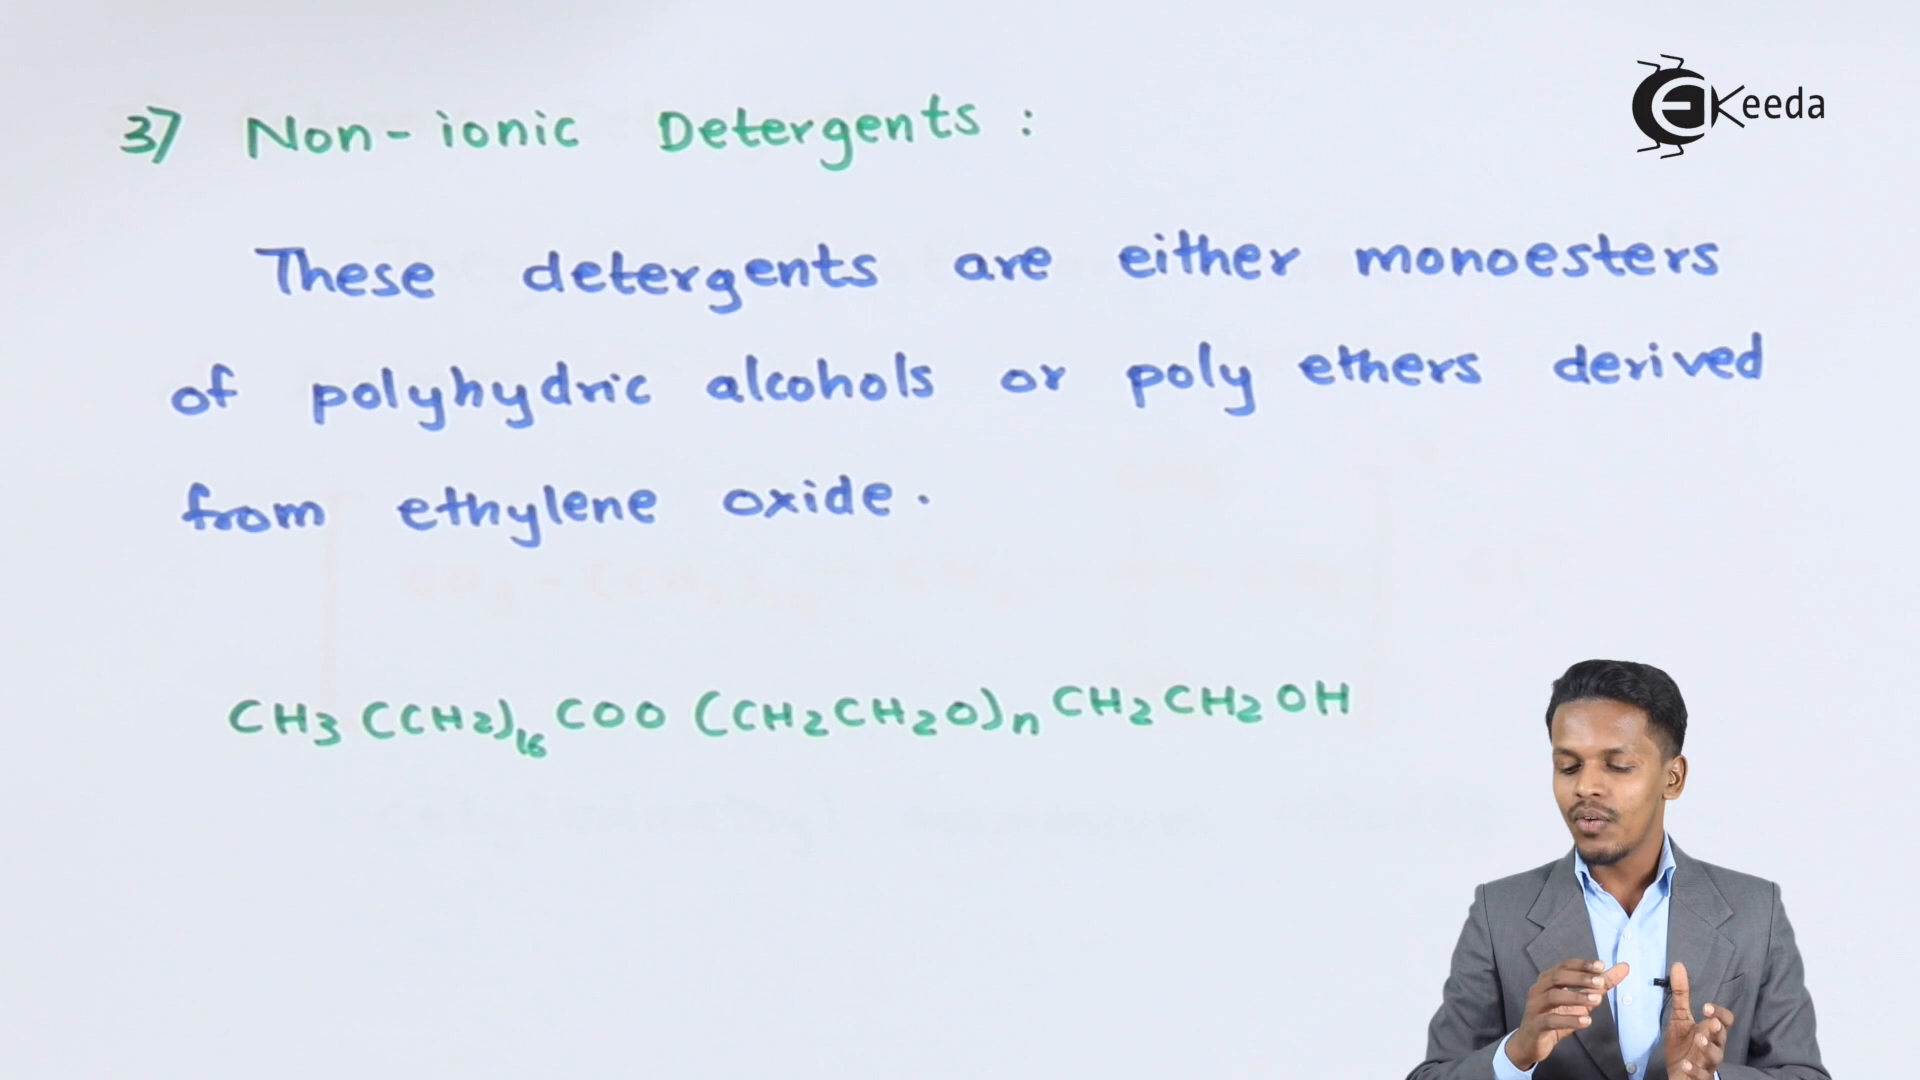 Keeda
3) Non-ionic Detergents :
These detergents are either monoesters
of polyhydric alcohols or poly ethers derived
from ethylene oxide.
CH3 (CH2)16 COO (CH2CH2O)n CH2CH2OH